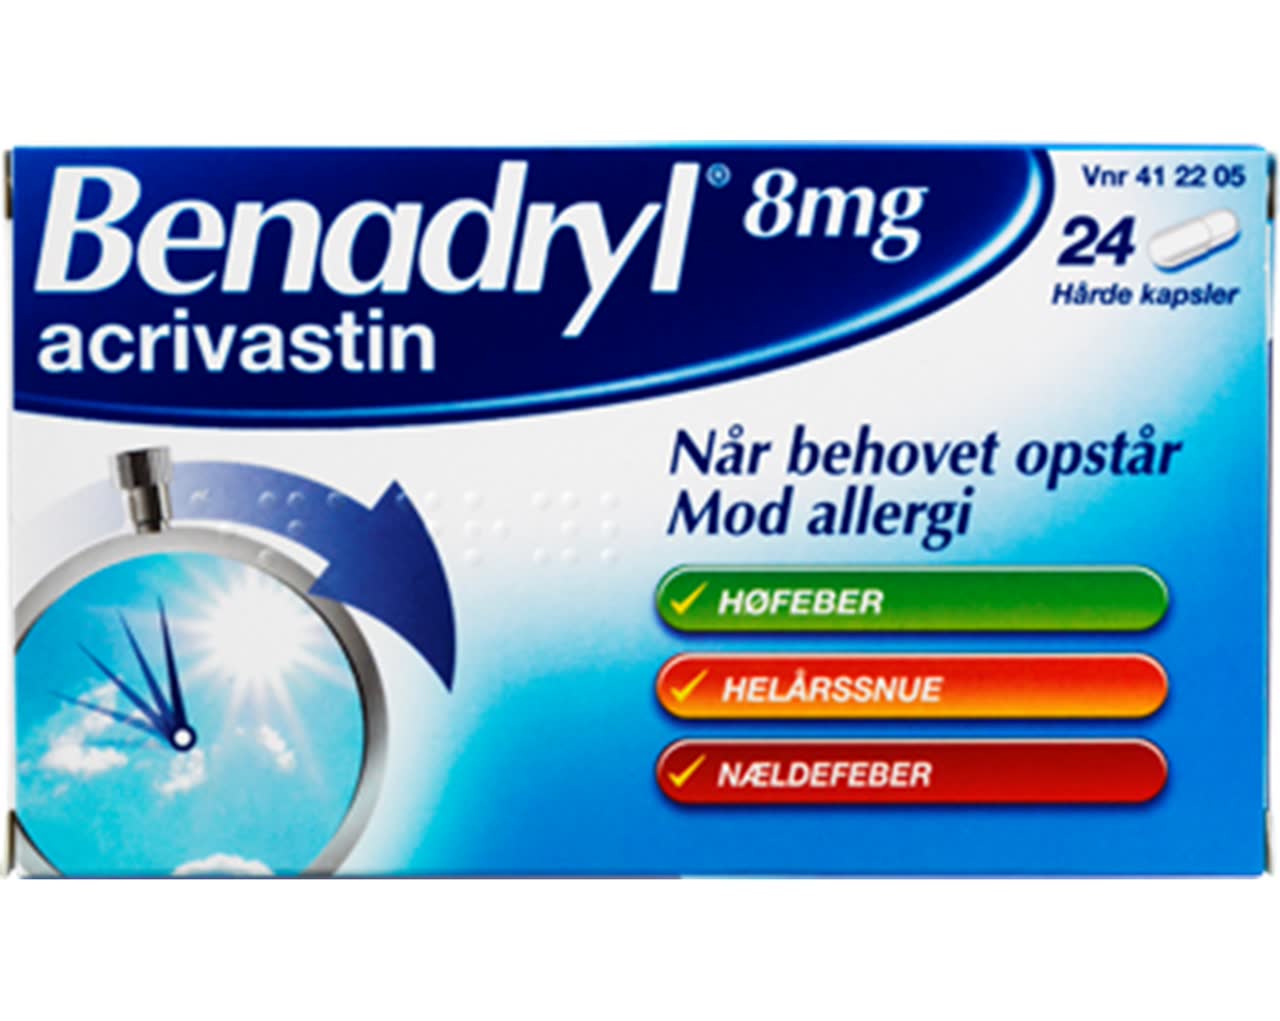 Benadryl® 8mg
acrivastin
Vnr 41 22 05
24
Hårde kapsler
Når behovet opstår
Mod allergi
HØFEBER
HELÅRSSNUE
NÆLDEFEBER